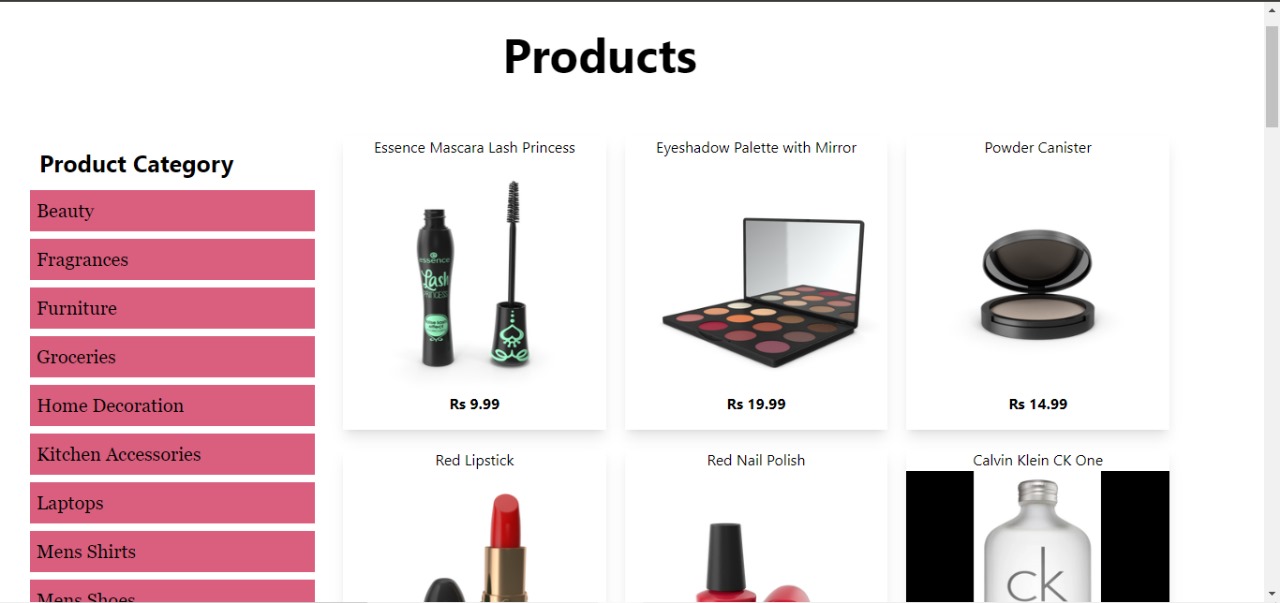 Products
Product Category
Beauty
Fragrances
Furniture
Groceries
Home Decoration
Kitchen Accessories
Laptops
Mens Shirts
Mens Shoes
Essence Mascara Lash Princess
essence
Lash
PRINCESS
Rs 9.99
Eyeshadow Palette with Mirror
Rs 19.99
Powder Canister
Rs 14.99
Red Lipstick
Red Nail Polish
Calvin Klein CK One
ck